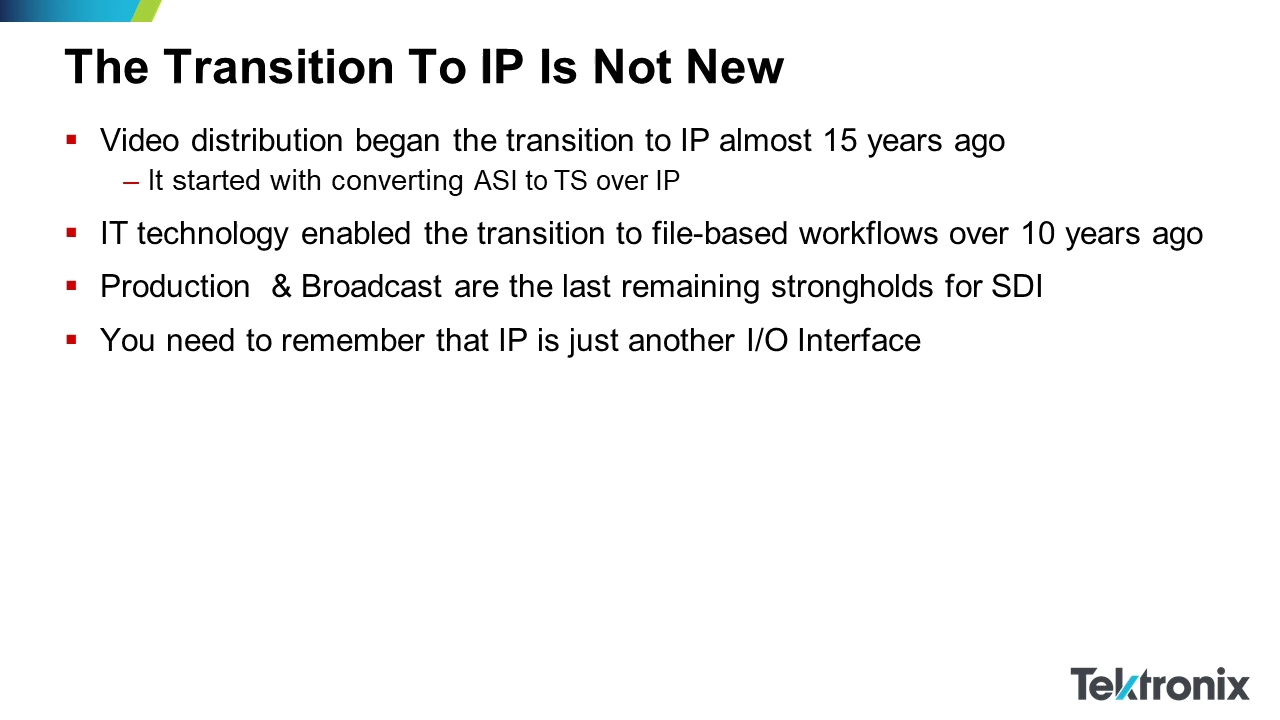 The Transition To IP Is Not New
▪ Video distribution began the transition to IP almost 15 years ago
– It started with converting ASI to TS over IP
▪ IT technology enabled the transition to file-based workflows over 10 years ago
▪ Production  & Broadcast are the last remaining strongholds for SDI
▪ You need to remember that IP is just another I/O Interface
Tektronix